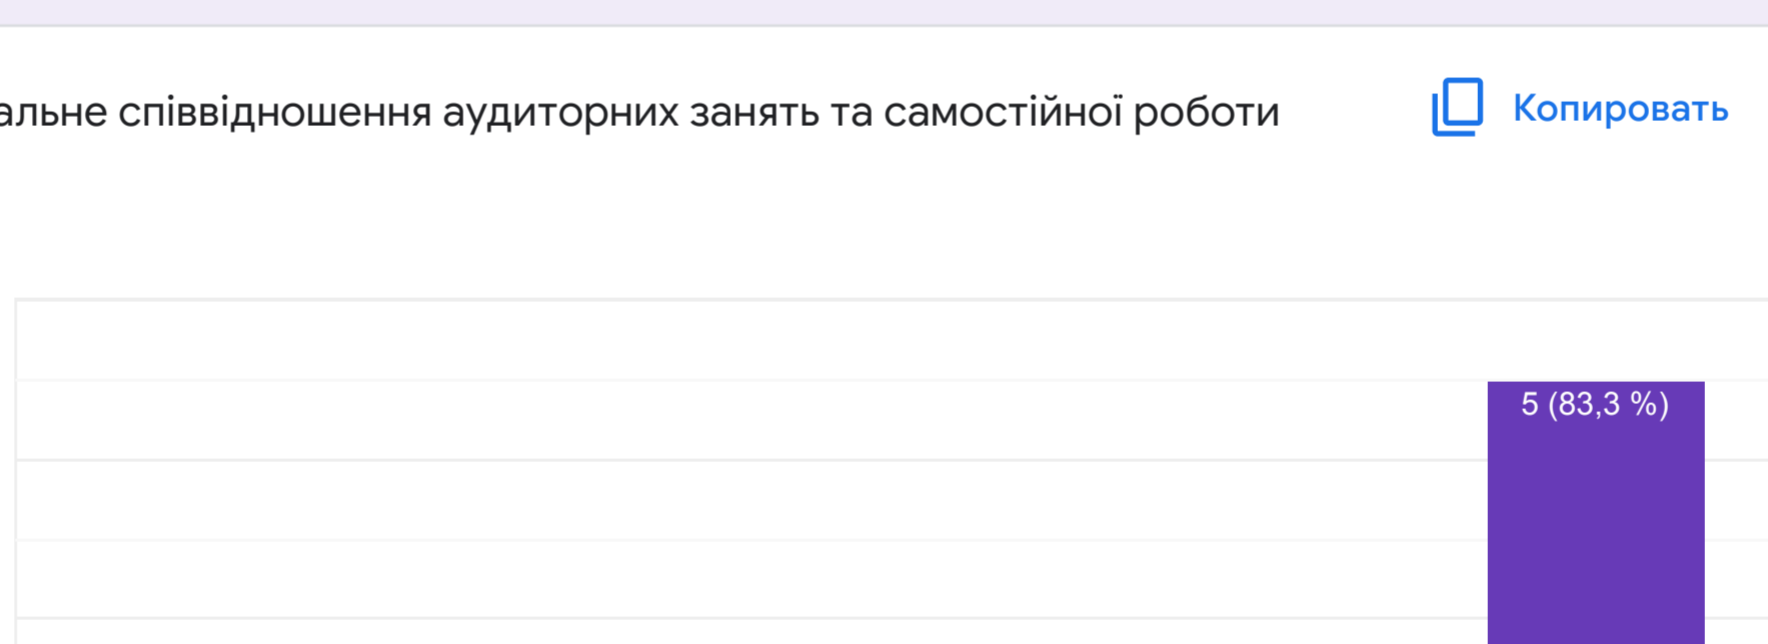 альне співвідношення аудиторних занять та самостійної роботи
Копировать
5 (83,3 %)